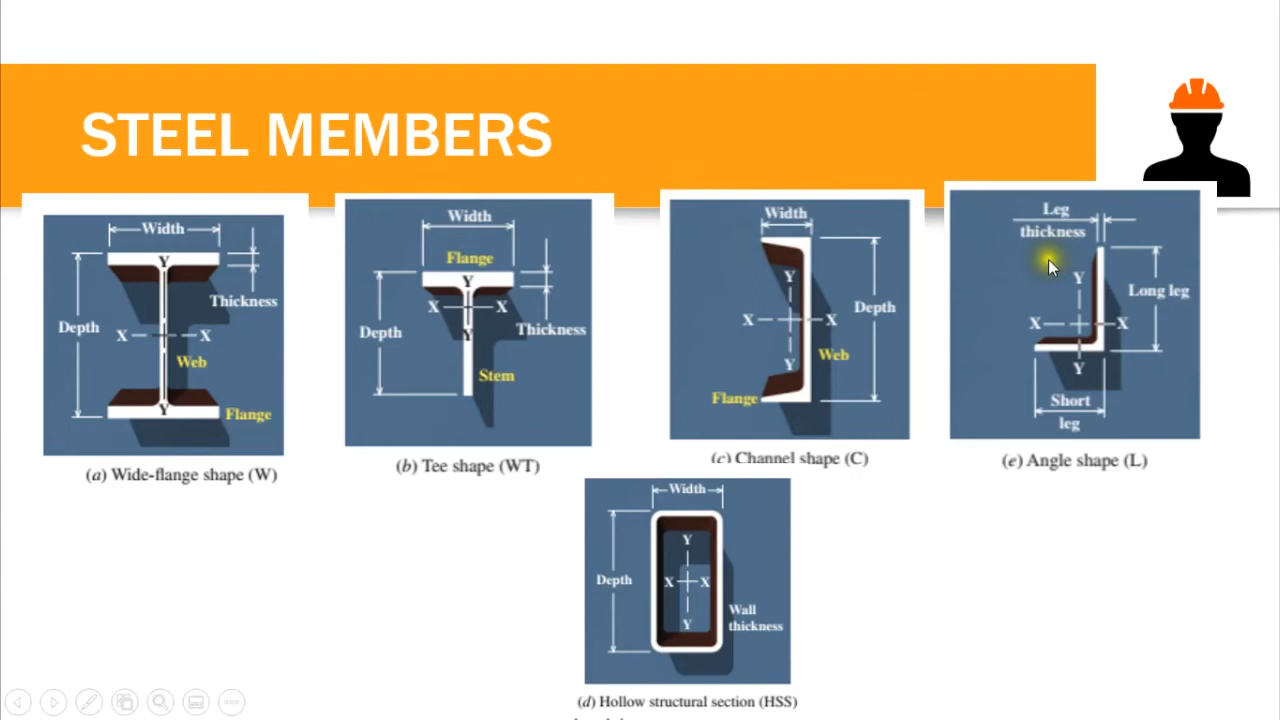 STEEL MEMBERS
Width
Y
Thickness
Depth
X
X
Web
Y
Flange
(a) Wide-flange shape (W)
Width
Flange
Y
X
X
Depth
Thickness
Y
Stem
(b) Tee shape (WT)
Width
Y
Depth
X
X
Web
Y
Flange
(c) Channel shape (C)
Leg
thickness
Y
Long leg
X
X
Y
Short
leg
(e) Angle shape (L)
Width
Y
Depth
X
X
Wall
thickness
Y
(d) Hollow structural section (HSS)